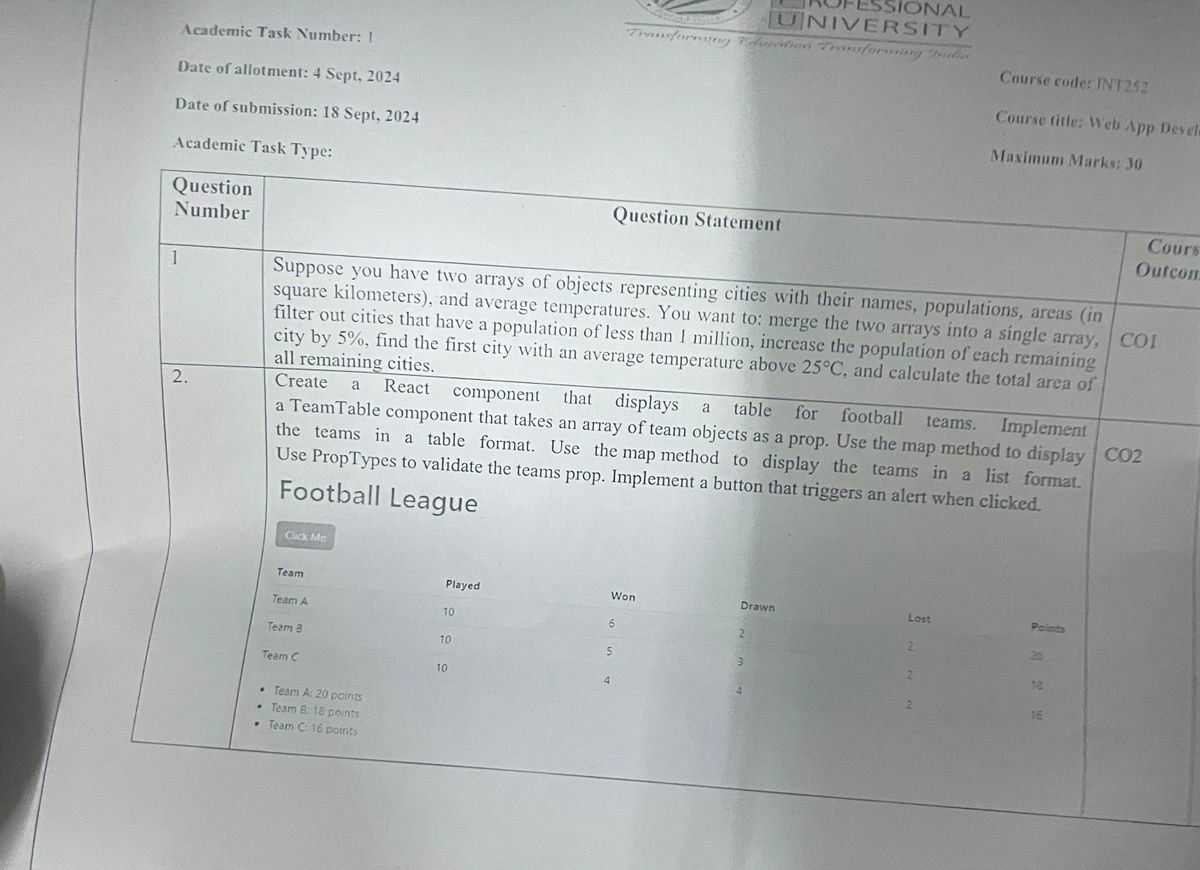 Academic Task Number: 1
Date of allotment: 4 Sept, 2024
Date of submission: 18 Sept, 2024
Academic Task Type:
PROFESSIONAL
UNIVERSITY
Transforming Education Transforming India
Course code: INT252
Course title: Web App Devel
Maximum Marks: 30
Question Number
Question Statement
Cours
Outcom
1
Suppose you have two arrays of objects representing cities with their names, populations, areas (in
square kilometers), and average temperatures. You want to: merge the two arrays into a single array,
filter out cities that have a population of less than 1 million, increase the population of each remaining
city by 5%, find the first city with an average temperature above 25°C, and calculate the total area of
all remaining cities.
CO1
2.
Create a React component that displays a table for football teams. Implement
a TeamTable component that takes an array of team objects as a prop. Use the map method to display
the teams in a table format. Use the map method to display the teams in a list format.
Use PropTypes to validate the teams prop. Implement a button that triggers an alert when clicked.
CO2
Football League
Click Me
Team Played Won Drawn Lost Points
Team A 10 6 2 2 20
Team B 10 5 3 2 18
Team C 10 4 4 2 16
• Team A: 20 points
• Team B: 18 points
• Team C: 16 points